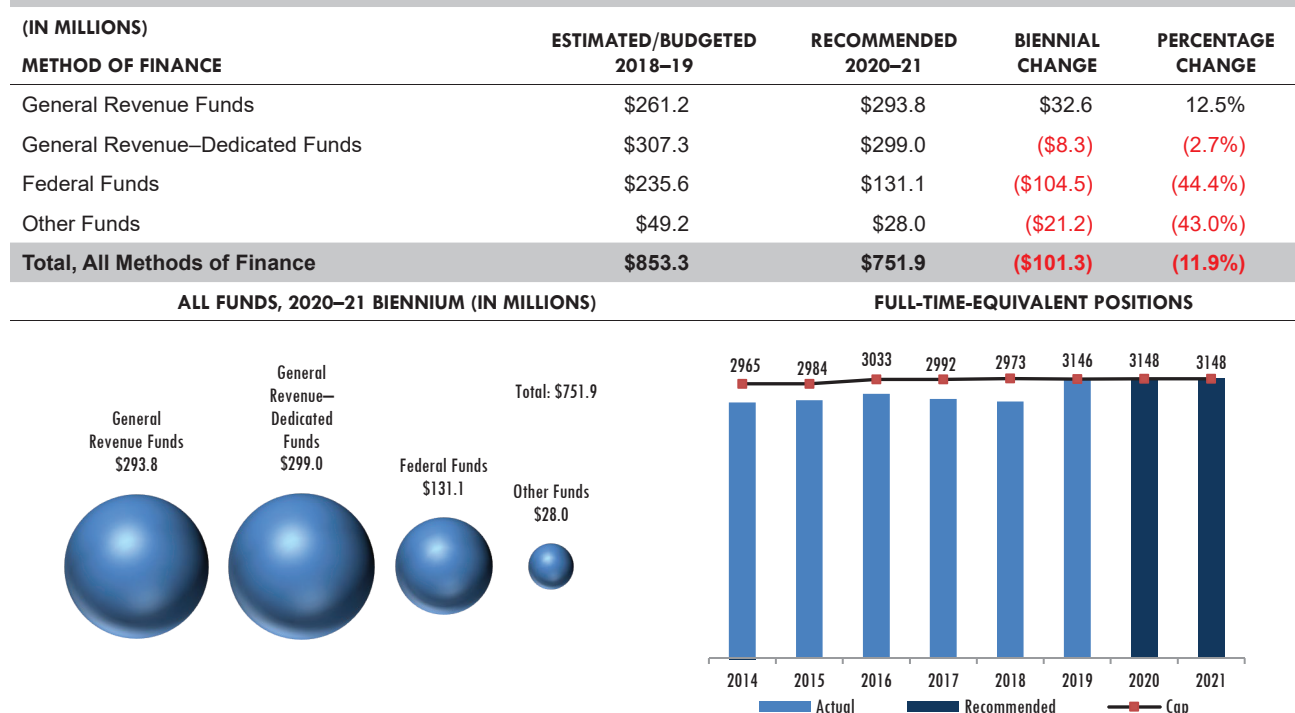 (IN MILLIONS)
METHOD OF FINANCE
ESTIMATED/BUDGETED
2018–19
RECOMMENDED
2020–21
BIENNIAL
CHANGE
PERCENTAGE
CHANGE
General Revenue Funds $261.2 $293.8 $32.6 12.5%
General Revenue–Dedicated Funds $307.3 $299.0 ($8.3) (2.7%)
Federal Funds $235.6 $131.1 ($104.5) (44.4%)
Other Funds $49.2 $28.0 ($21.2) (43.0%)
Total, All Methods of Finance $853.3 $751.9 ($101.3) (11.9%)
ALL FUNDS, 2020–21 BIENNIUM (IN MILLIONS)
General
Revenue Funds
$293.8
General
Revenue–
Dedicated
Funds
$299.0
Federal Funds
$131.1
Other Funds
$28.0
Total: $751.9
FULL-TIME-EQUIVALENT POSITIONS
2965 2984 3033 2992 2973 3146 3148 3148
2014 2015 2016 2017 2018 2019 2020 2021
Actual Recommended Cap